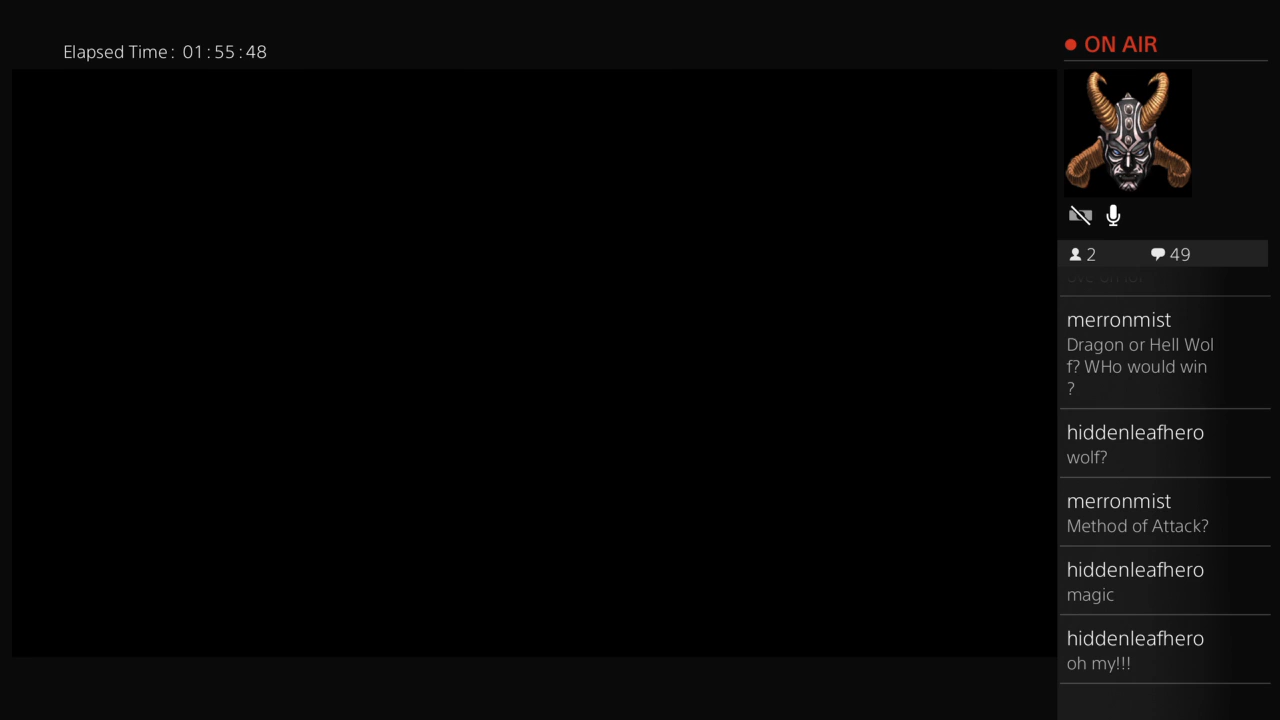 Elapsed Time: 01:55:48
ON AIR
2 49
merronmist
Dragon or Hell Wol
f? WHo would win
?
hiddenleafhero
wolf?
merronmist
Method of Attack?
hiddenleafhero
magic
hiddenleafhero
oh my!!!